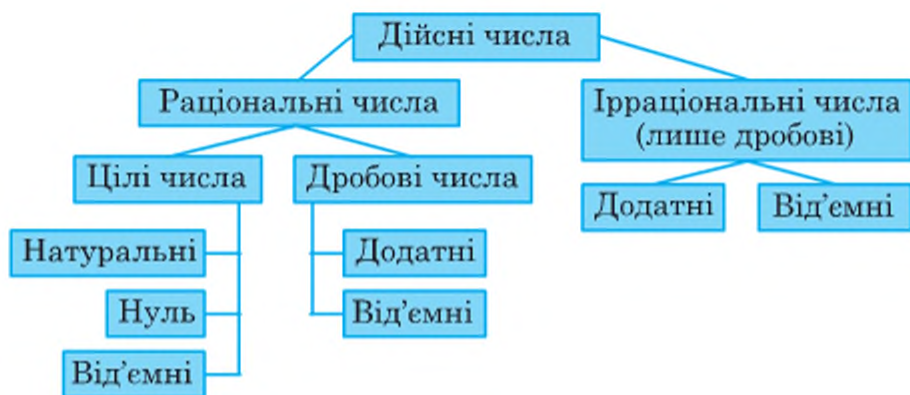 Дійсні числа
Раціональні числа
Ірраціональні числа
(лише дробові)
Цілі числа
Дробові числа
Додатні
Від’ємні
Натуральні
Нуль
Від’ємні
Додатні
Від’ємні